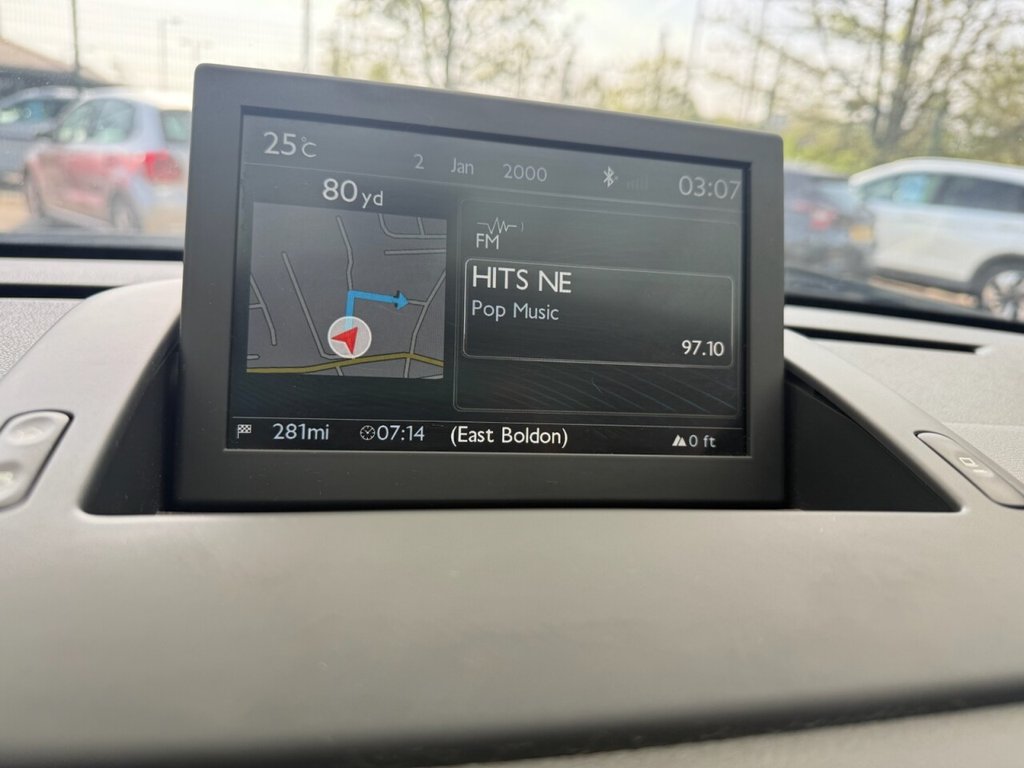 25°C 2 Jan 2000 03:07
80 yd
FM
HITS NE
Pop Music
97.10
281mi 07:14 (East Boldon) 0 ft